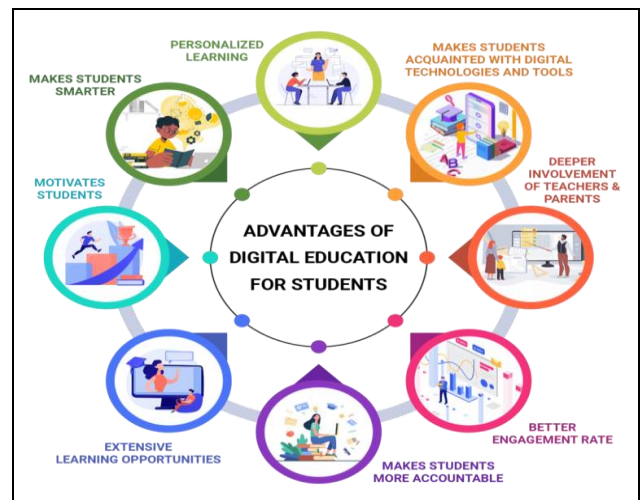 PERSONALIZED
LEARNING
MAKES STUDENTS
ACQUAINTED WITH DIGITAL
TECHNOLOGIES AND TOOLS
DEEPER
INVOLVEMENT
OF TEACHERS &
PARENTS
BETTER
ENGAGEMENT RATE
MAKES STUDENTS
MORE ACCOUNTABLE
EXTENSIVE
LEARNING OPPORTUNITIES
MOTIVATES
STUDENTS
MAKES STUDENTS
SMARTER
ADVANTAGES OF
DIGITAL EDUCATION
FOR STUDENTS
A
B
C